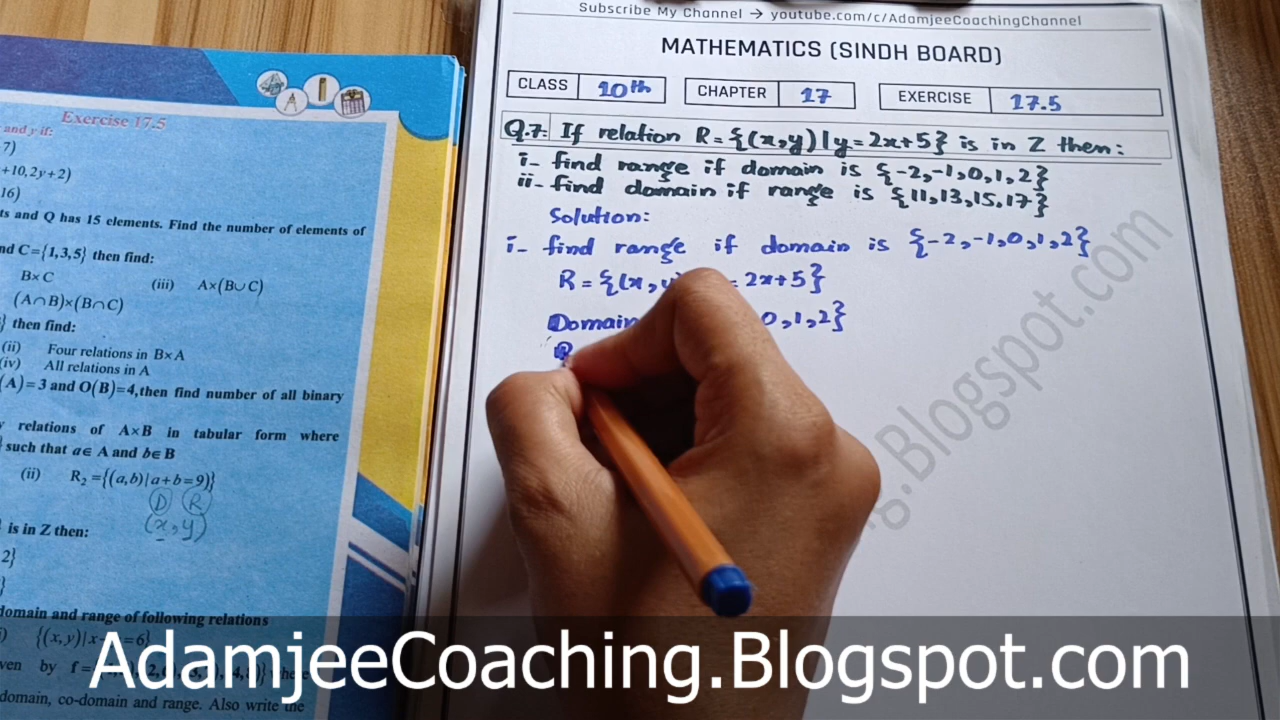 Subscribe My Channel → youtube.com/c/AdamjeeCoachingChannel
MATHEMATICS (SINDH BOARD)
CLASS 10th CHAPTER 17 EXERCISE 17.5
Q.7: If relation R={(x,y)|y=2x+5} is in Z then:
i- find range if domain is {-2,-1,0,1,2}
ii- find domain if range is {11,13,15,17}
Solution:
i- find range if domain is {-2,-1,0,1,2}
R={(x,y = 2x+5}
Domain 0,1,2}
R
Exercise 17.5
and y if:
7)
+10,2y+2)
16)
ts and Q has 15 elements. Find the number of elements of
nd C={1,3,5} then find:
B×C (iii) A×(B∪C)
(A∩B)×(B∩C)
} then find:
(ii) Four relations in B×A
(iv) All relations in A
(A)=3 and O(B)=4,then find number of all binary
relations of A×B in tabular form where
such that a∈ A and b∈B
(ii) R₂={(a,b)|a+b=9)}
D R
(x,y)
is in Z then:
2}
}
domain and range of following relations
) {(x,y)|x =6}
ven by f={
domain, co-domain and range. Also write the
.Blogspot.com
AdamjeeCoaching.Blogspot.com